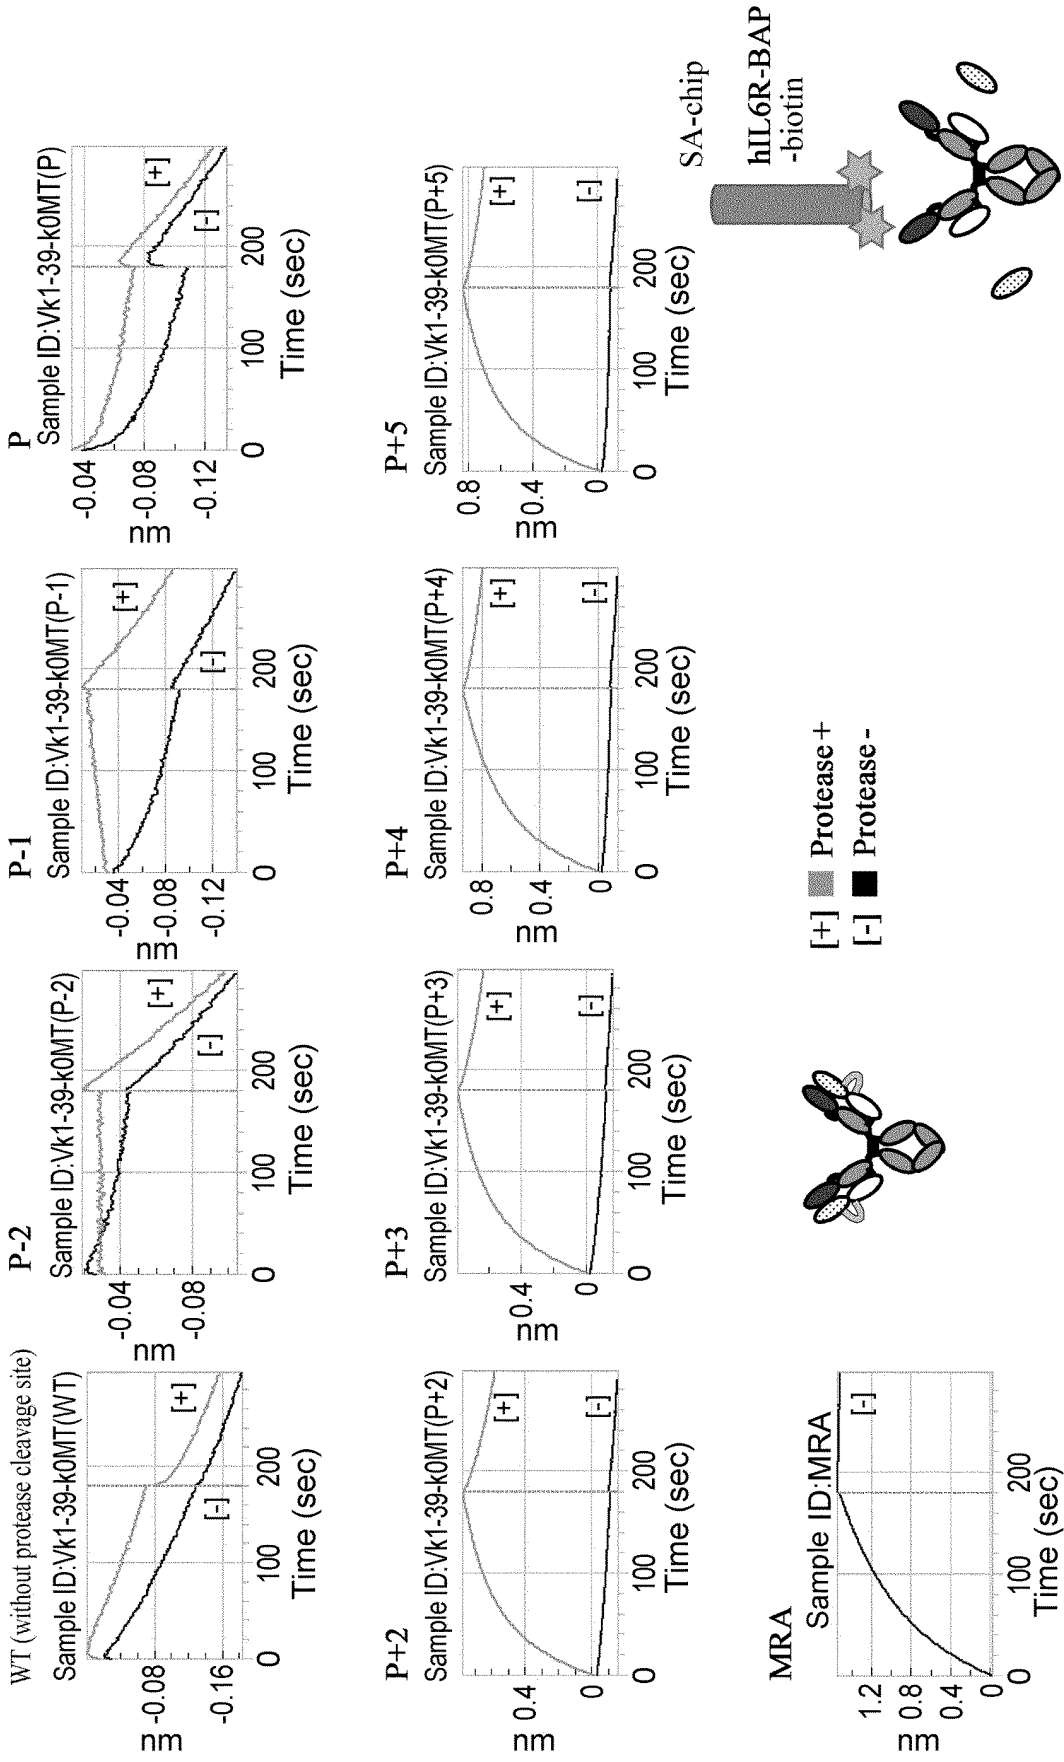 WT (without protease cleavage site)
Sample ID:Vk1-39-k0MT(WT)
nm
-0.08
-0.16
0
100
200
Time (sec)
[+]
[-]
P-2
Sample ID:Vk1-39-k0MT(P-2)
nm
-0.04
-0.08
0
100
200
Time (sec)
[+]
[-]
P-1
Sample ID:Vk1-39-k0MT(P-1)
nm
-0.04
-0.08
-0.12
0
100
200
Time (sec)
[+]
[-]
P
Sample ID:Vk1-39-k0MT(P)
nm
-0.04
-0.08
-0.12
0
100
200
Time (sec)
[+]
[-]
P+2
Sample ID:Vk1-39-k0MT(P+2)
nm
0.4
0
0
100
200
Time (sec)
[+]
[-]
P+3
Sample ID:Vk1-39-k0MT(P+3)
nm
0.4
0
0
100
200
Time (sec)
[+]
[-]
P+4
Sample ID:Vk1-39-k0MT(P+4)
nm
0.8
0.4
0
0
100
200
Time (sec)
[+]
[-]
P+5
Sample ID:Vk1-39-k0MT(P+5)
nm
0.8
0.4
0
0
100
200
Time (sec)
[+]
[-]
MRA
Sample ID:MRA
nm
1.2
0.8
0.4
0
0
100
200
Time (sec)
[-]
[+] Protease+
[-] Protease-
SA-chip
hIL6R-BAP
-biotin